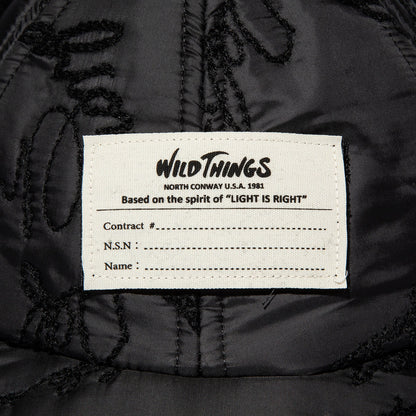 WILDTHINGS
NORTH CONWAY U.S.A. 1981
Based on the spirit of "LIGHT IS RIGHT"
Contract #
N.S.N :
Name :